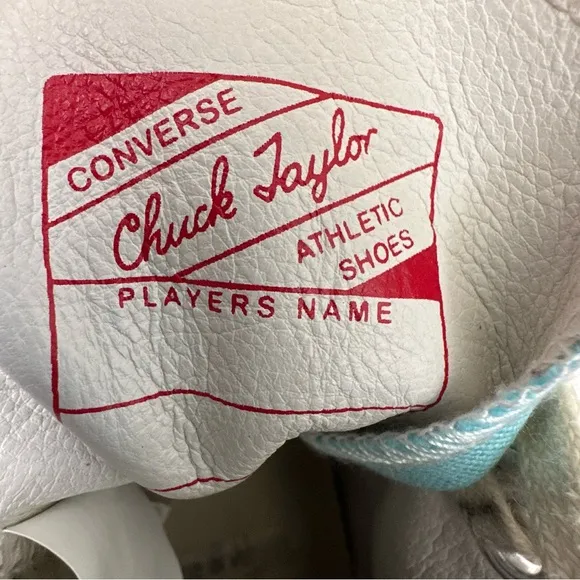 CONVERSE
Chuck Taylor
ATHLETIC
SHOES
PLAYERS NAME